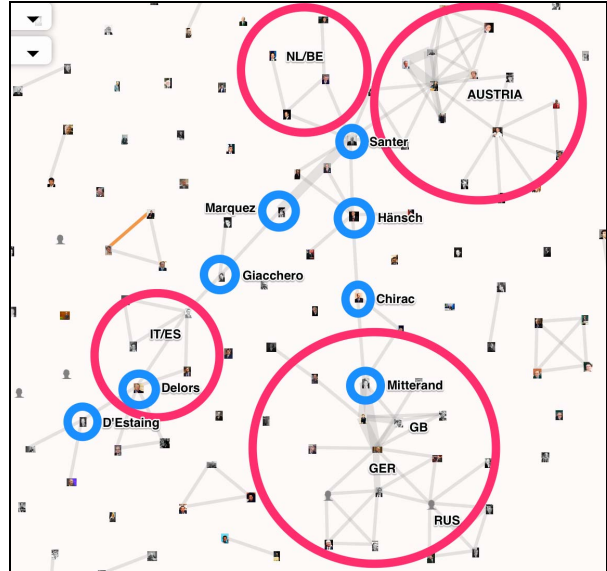 NL/BE
AUSTRIA
Santer
Marquez
Hänsch
Giacchero
Chirac
IT/ES
Delors
Mitterand
D'Estaing
GB
GER
RUS